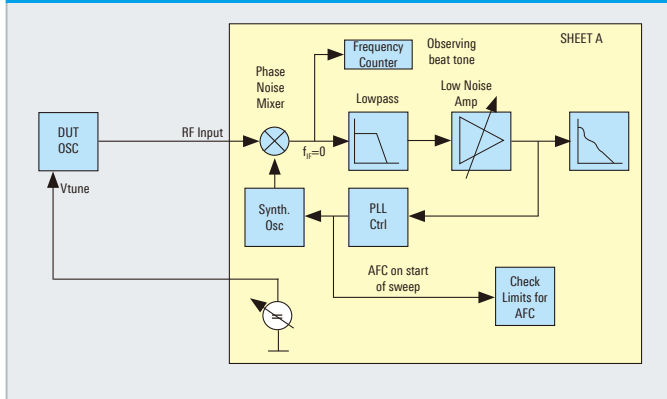 SHEET A
Frequency
Counter
Observing
beat tone
Phase
Noise
Mixer
Lowpass
Low Noise
Amp
DUT
OSC
RF Input
fIF=0
Vtune
Synth.
Osc
PLL
Ctrl
AFC on start
of sweep
Check
Limits for
AFC
=